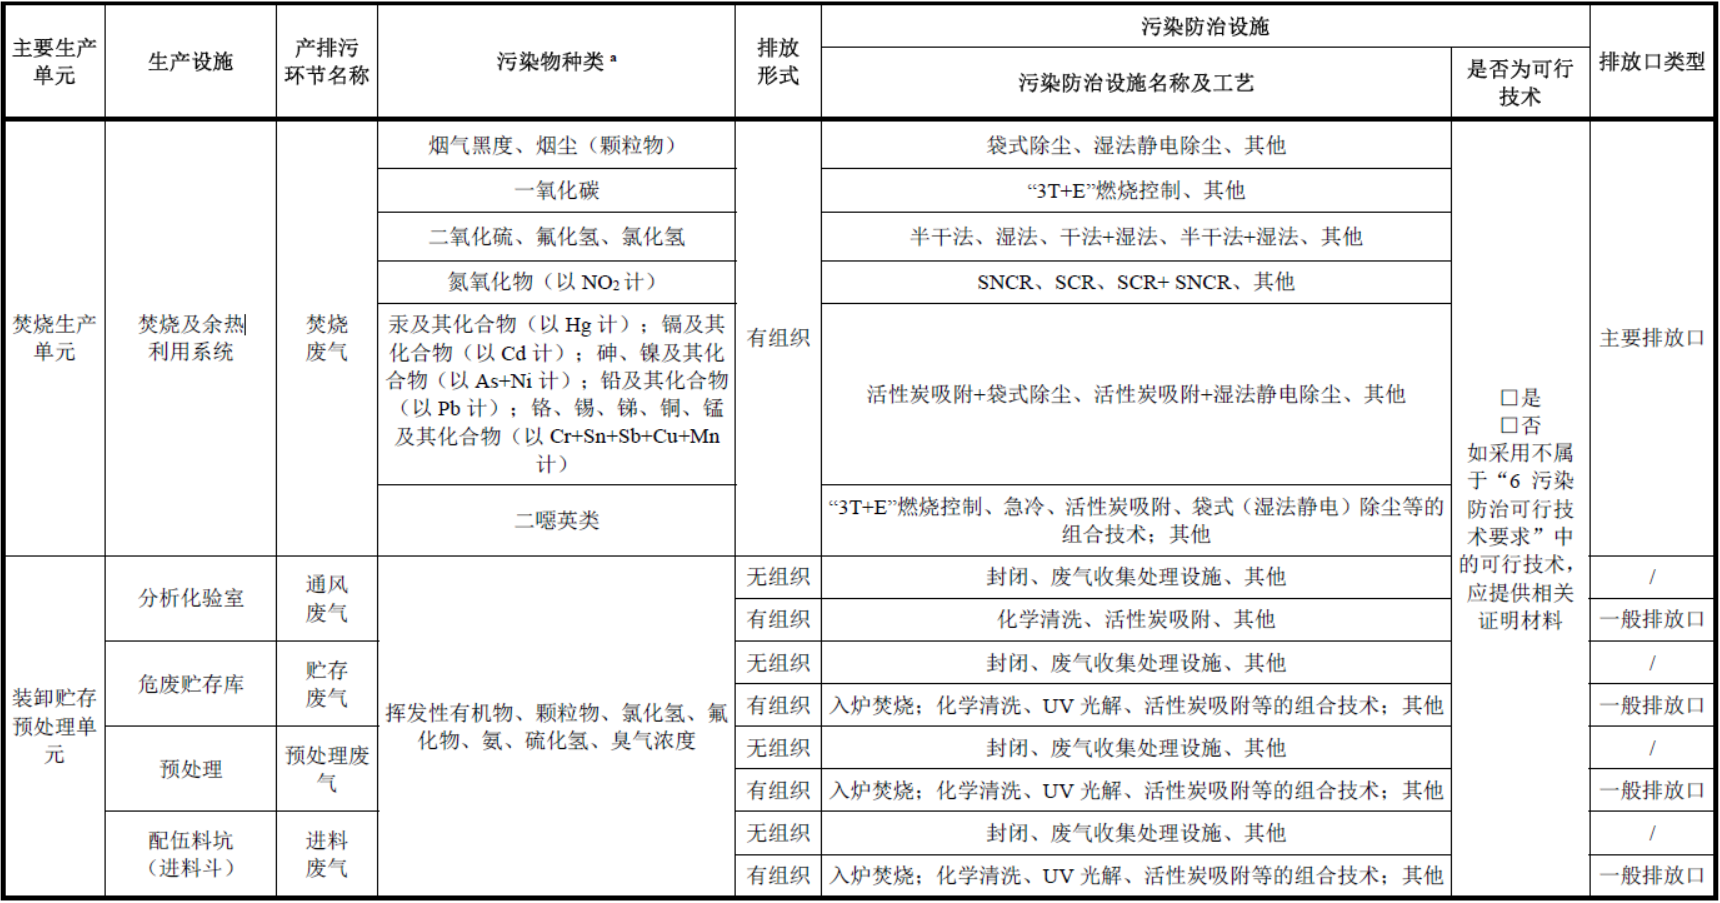 主要生产
单元
生产设施
产排污
环节名称
污染物种类 a
排放
形式
污染防治设施
污染防治设施名称及工艺
是否为可行
技术
排放口类型
焚烧生产
单元
焚烧及余热
利用系统
焚烧
废气
烟气黑度、烟尘（颗粒物）
有组织
袋式除尘、湿法静电除尘、其他
□是
□否
如采用不属
于“6 污染
防治可行技
术要求”中
的可行技术，
应提供相关
证明材料
主要排放口
一氧化碳
“3T+E”燃烧控制、其他
二氧化硫、氟化氢、氯化氢
半干法、湿法、干法+湿法、半干法+湿法、其他
氮氧化物（以 NO2 计）
SNCR、SCR、SCR+ SNCR、其他
汞及其化合物（以 Hg 计）；镉及其
化合物（以 Cd 计）；砷、镍及其化
合物（以 As+Ni 计）；铅及其化合物
（以 Pb 计）；铬、锡、锑、铜、锰
及其化合物（以 Cr+Sn+Sb+Cu+Mn
计）
活性炭吸附+袋式除尘、活性炭吸附+湿法静电除尘、其他
二噁英类
“3T+E”燃烧控制、急冷、活性炭吸附、袋式（湿法静电）除尘等的
组合技术；其他
装卸贮存
预处理单
元
分析化验室
通风
废气
挥发性有机物、颗粒物、氯化氢、氟
化物、氨、硫化氢、臭气浓度
无组织
封闭、废气收集处理设施、其他
/
有组织
化学清洗、活性炭吸附、其他
一般排放口
危废贮存库
贮存
废气
无组织
封闭、废气收集处理设施、其他
/
有组织
入炉焚烧；化学清洗、UV 光解、活性炭吸附等的组合技术；其他
一般排放口
预处理
预处理废
气
无组织
封闭、废气收集处理设施、其他
/
有组织
入炉焚烧；化学清洗、UV 光解、活性炭吸附等的组合技术；其他
一般排放口
配伍料坑
（进料斗）
进料
废气
无组织
封闭、废气收集处理设施、其他
/
有组织
入炉焚烧；化学清洗、UV 光解、活性炭吸附等的组合技术；其他
一般排放口